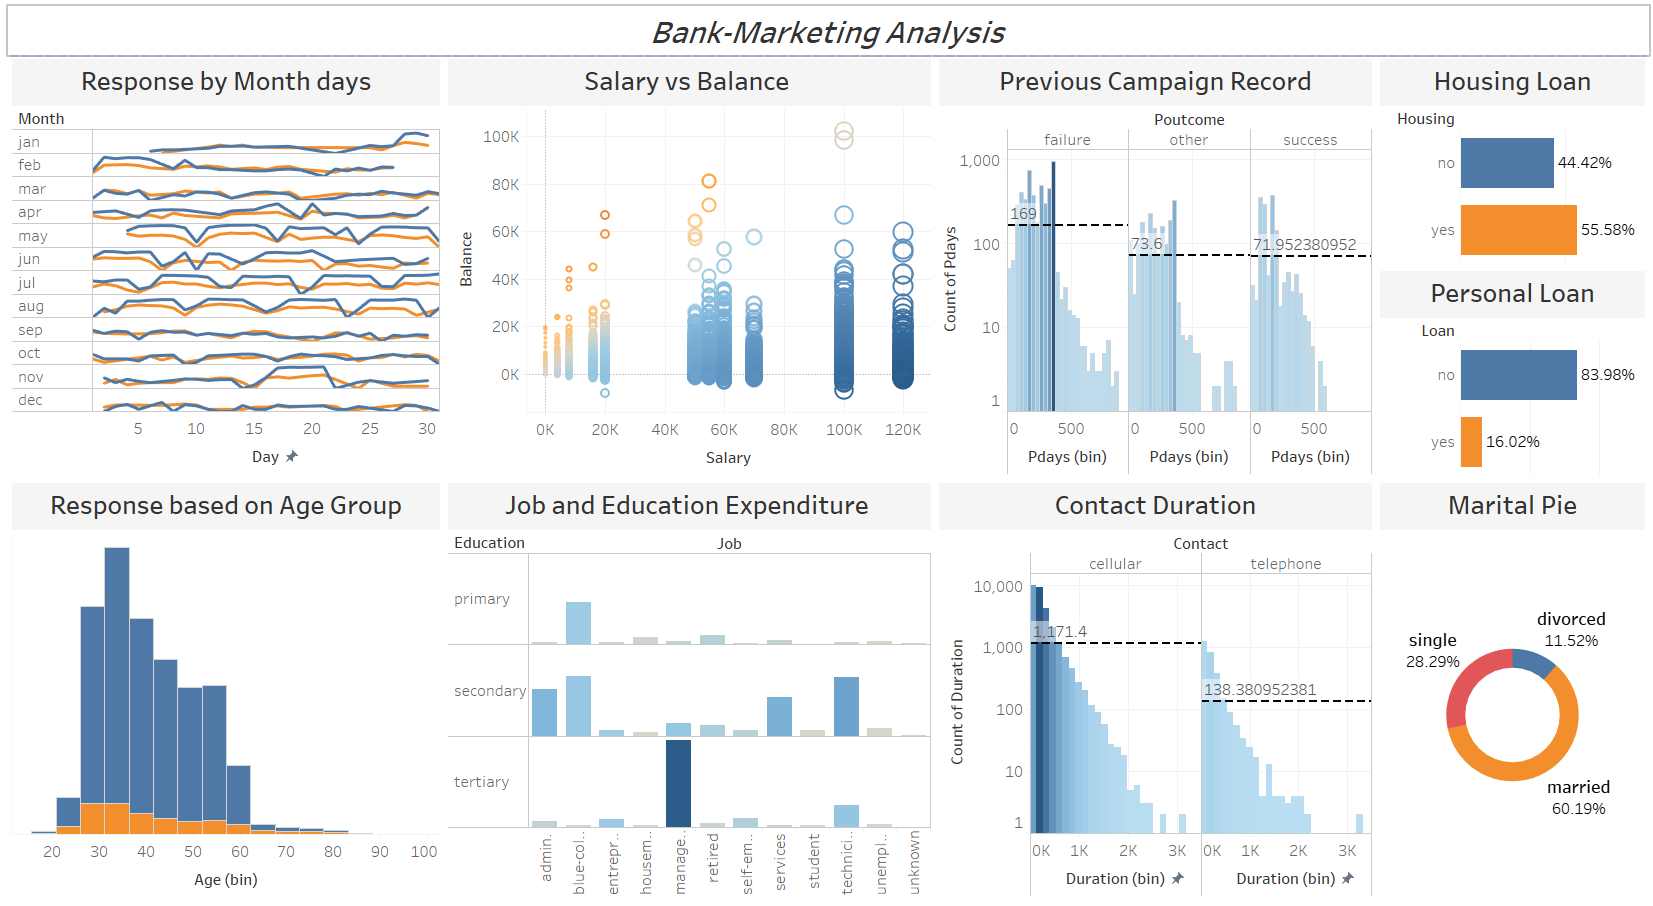 Bank-Marketing Analysis
Response by Month days
Month
jan
feb
mar
apr
may
jun
jul
aug
sep
oct
nov
dec
5 10 15 20 25 30
Day
Salary vs Balance
Balance
100K
80K
60K
40K
20K
0K
0K 20K 40K 60K 80K 100K 120K
Salary
Previous Campaign Record
Poutcome
failure other success
Count of Pdays
1,000
100
10
1
169
73.6
71.952380952
0 500 0 500 0 500
Pdays (bin) Pdays (bin) Pdays (bin)
Housing Loan
Housing
no 44.42%
yes 55.58%
Personal Loan
Loan
no 83.98%
yes 16.02%
Response based on Age Group
20 30 40 50 60 70 80 90 100
Age (bin)
Job and Education Expenditure
Education Job
primary
secondary
tertiary
admin.
blue-col..
entrepr..
housem..
manage..
retired
self-em..
services
student
technici..
unempl..
unknown
Contact Duration
Contact
cellular telephone
Count of Duration
10,000
1,000
100
10
1
1,171.4
138.380952381
0K 1K 2K 3K 0K 1K 2K 3K
Duration (bin) Duration (bin)
Marital Pie
divorced
11.52%
single
28.29%
married
60.19%